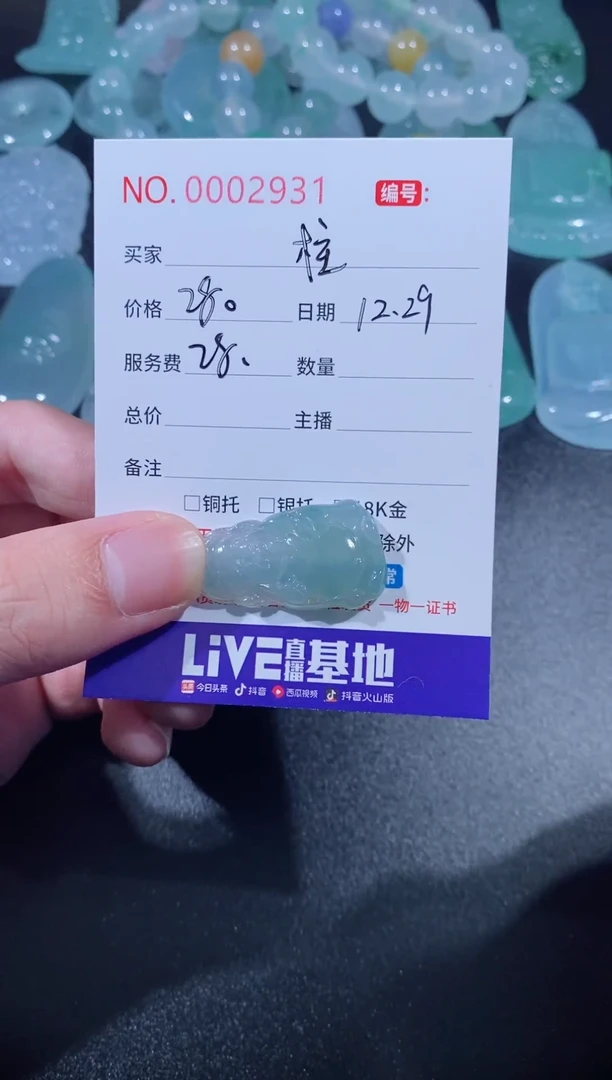 NO. 0002931 编号:
买家 柱
价格 280 日期 12.29
服务费 28. 数量
总价 主播
备注
□铜托 □银托 18K金
除外
常
一物一证书
LiVE直播基地
今日头条 抖音 西瓜视频 抖音火山版